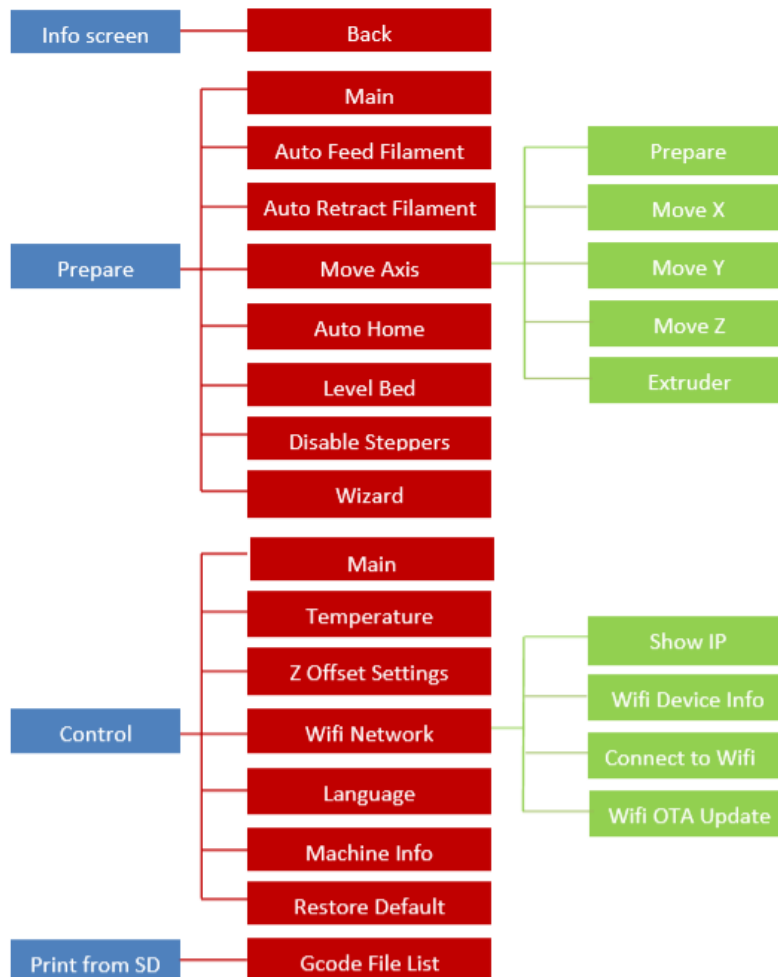 Info screen
Back
Prepare
Main
Auto Feed Filament
Auto Retract Filament
Move Axis
Prepare
Move X
Move Y
Move Z
Extruder
Auto Home
Level Bed
Disable Steppers
Wizard
Control
Main
Temperature
Z Offset Settings
Wifi Network
Show IP
Wifi Device Info
Connect to Wifi
Wifi OTA Update
Language
Machine Info
Restore Default
Print from SD
Gcode File List